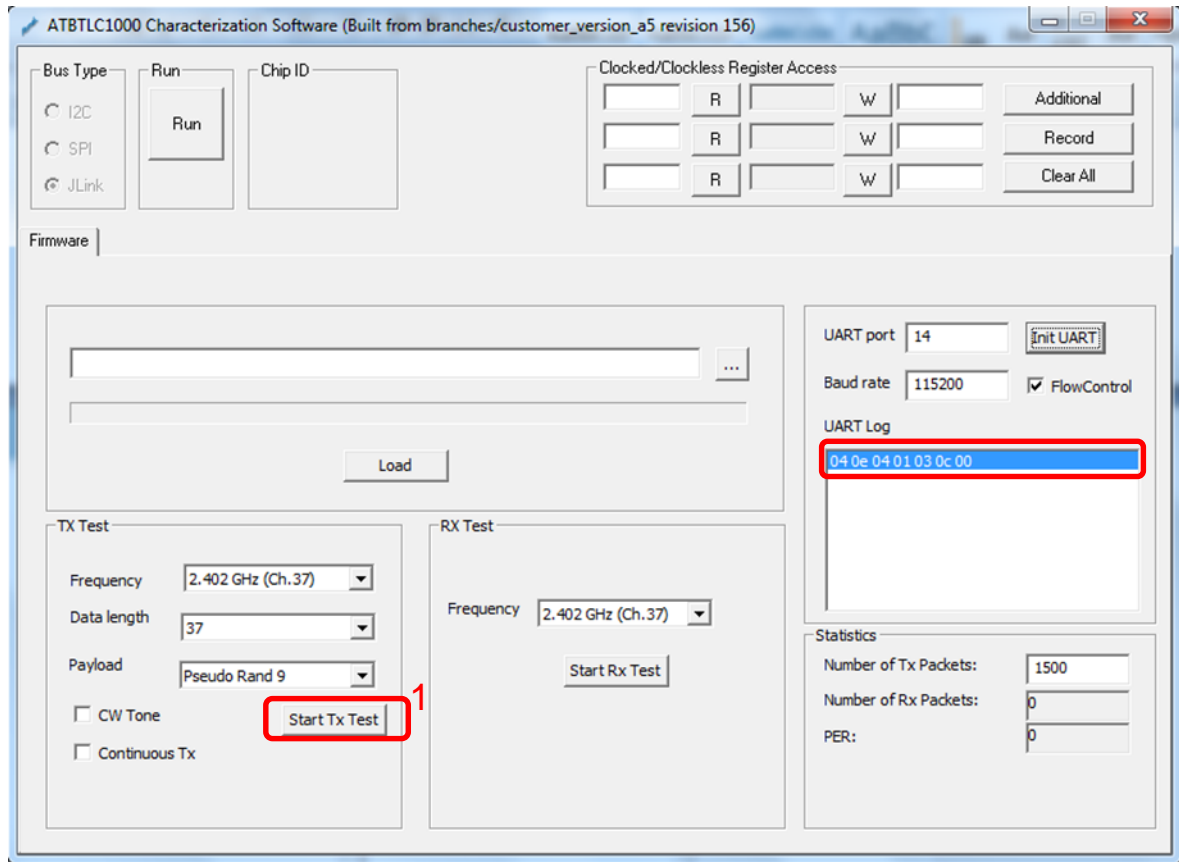 ATBTLC1000 Characterization Software (Built from branches/customer_version_a5 revision 156)
Bus Type
I2C
SPI
JLink
Run
Run
Chip ID
Clocked/Clockless Register Access
R W Additional
R W Record
R W Clear All
Firmware
...
Load
UART port 14 Init UART
Baud rate 115200 FlowControl
UART Log
04 0e 04 01 03 0c 00
TX Test
Frequency 2.402 GHz (Ch.37)
Data length 37
Payload Pseudo Rand 9
CW Tone
Start Tx Test 1
Continuous Tx
RX Test
Frequency 2.402 GHz (Ch.37)
Start Rx Test
Statistics
Number of Tx Packets: 1500
Number of Rx Packets: 0
PER: 0